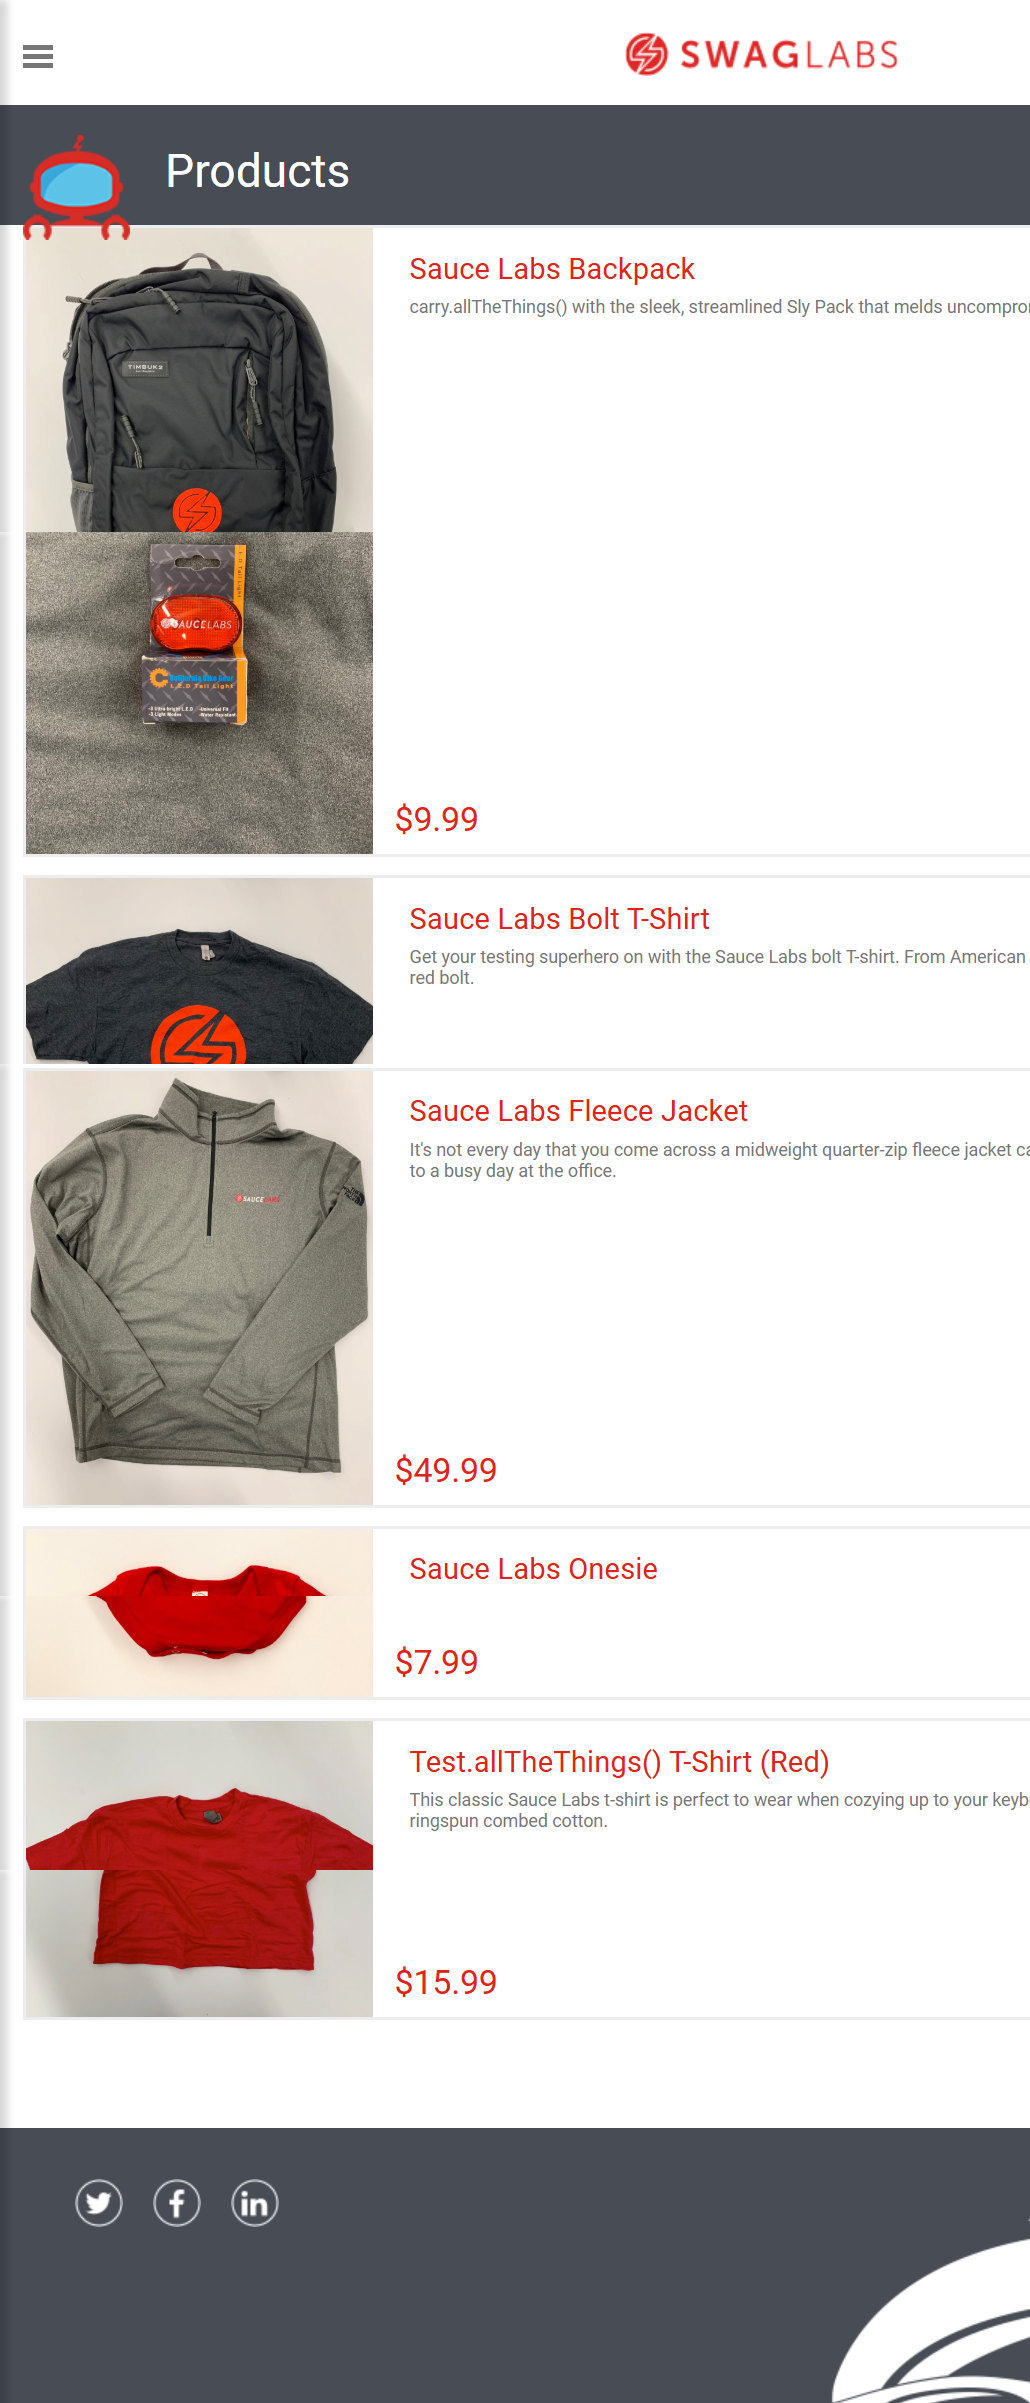 SWAGLABS
Products
Sauce Labs Backpack
carry.allTheThings() with the sleek, streamlined Sly Pack that melds uncompro
TIMBUK2
SAUCELABS
L.E.D Tail Light
$9.99
Sauce Labs Bolt T-Shirt
Get your testing superhero on with the Sauce Labs bolt T-shirt. From American
red bolt.
Sauce Labs Fleece Jacket
It's not every day that you come across a midweight quarter-zip fleece jacket ca
to a busy day at the office.
SAUCELABS
$49.99
Sauce Labs Onesie
$7.99
Test.allTheThings() T-Shirt (Red)
This classic Sauce Labs t-shirt is perfect to wear when cozying up to your keyb
ringspun combed cotton.
$15.99